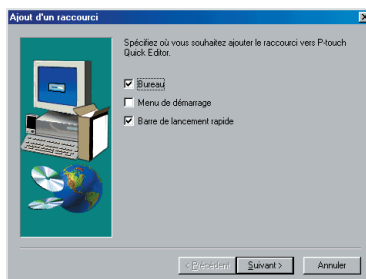 Ajout d'un raccourci
Spécifiez où vous souhaitez ajouter le raccourci vers P-touch
Quick Editor.
Bureau
Menu de démarrage
Barre de lancement rapide
< Précédent Suivant > Annuler